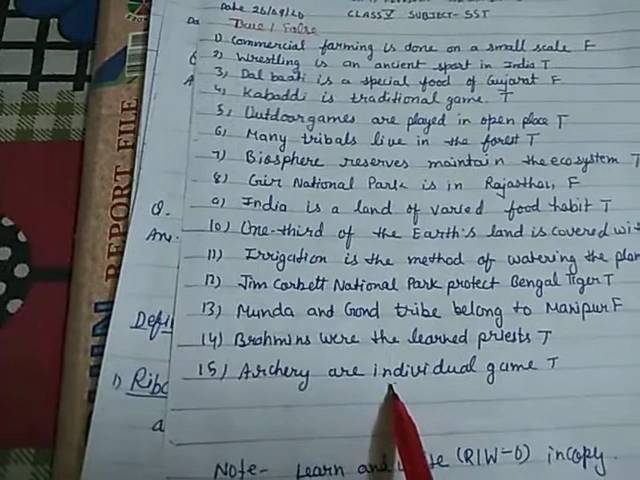 Date 26/09/20 CLASS V SUBJECT- SST
True / False
1) Commercial farming is done on a small scale F
2) Wrestling is an ancient sport in India T
3) Dal baati is a special food of Gujarat F
4) Kabaddi is traditional game. T
5) Outdoor games are played in open place T
6) Many tribals live in the forest T
7) Biosphere reserves maintain the ecosystem T
8) Gir National Park is in Rajasthan, F
9) India is a land of varied food habit T
10) One-third of the Earth's land is covered
11) Irrigation is the method of watering the
12) Jim Corbett National Park protect Bengal Tiger T
13) Munda and Gond tribe belong to Manipur F
14) Brahmins were the learned priests T
15) Archery are individual game T
Note- Learn and (R/W-6) in copy.
Q.
Ans.
1)
a
REPORT FILE